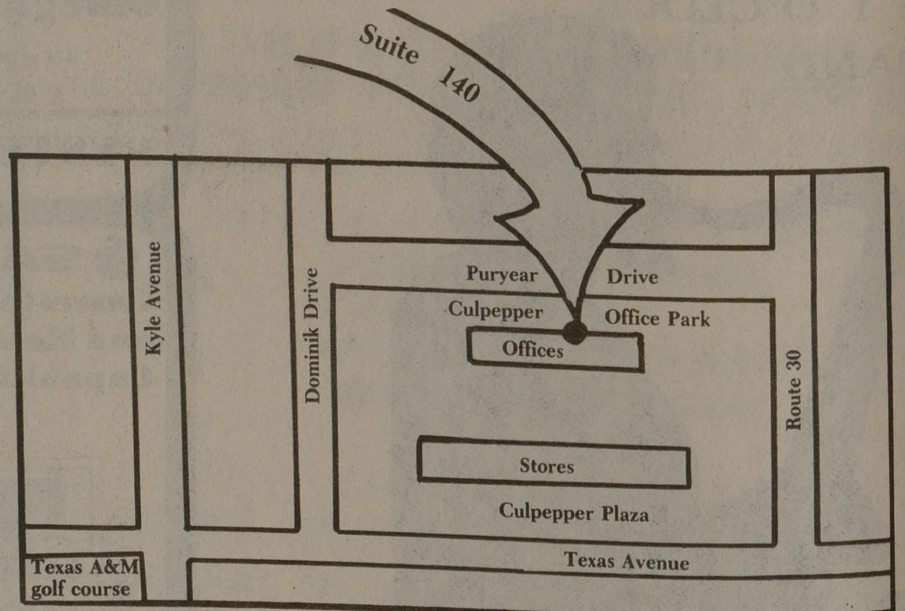 Suite 140
Kyle Avenue
Dominik Drive
Puryear Drive
Culpepper Office Park
Offices
Route 30
Stores
Culpepper Plaza
Texas Avenue
Texas A&M
golf course